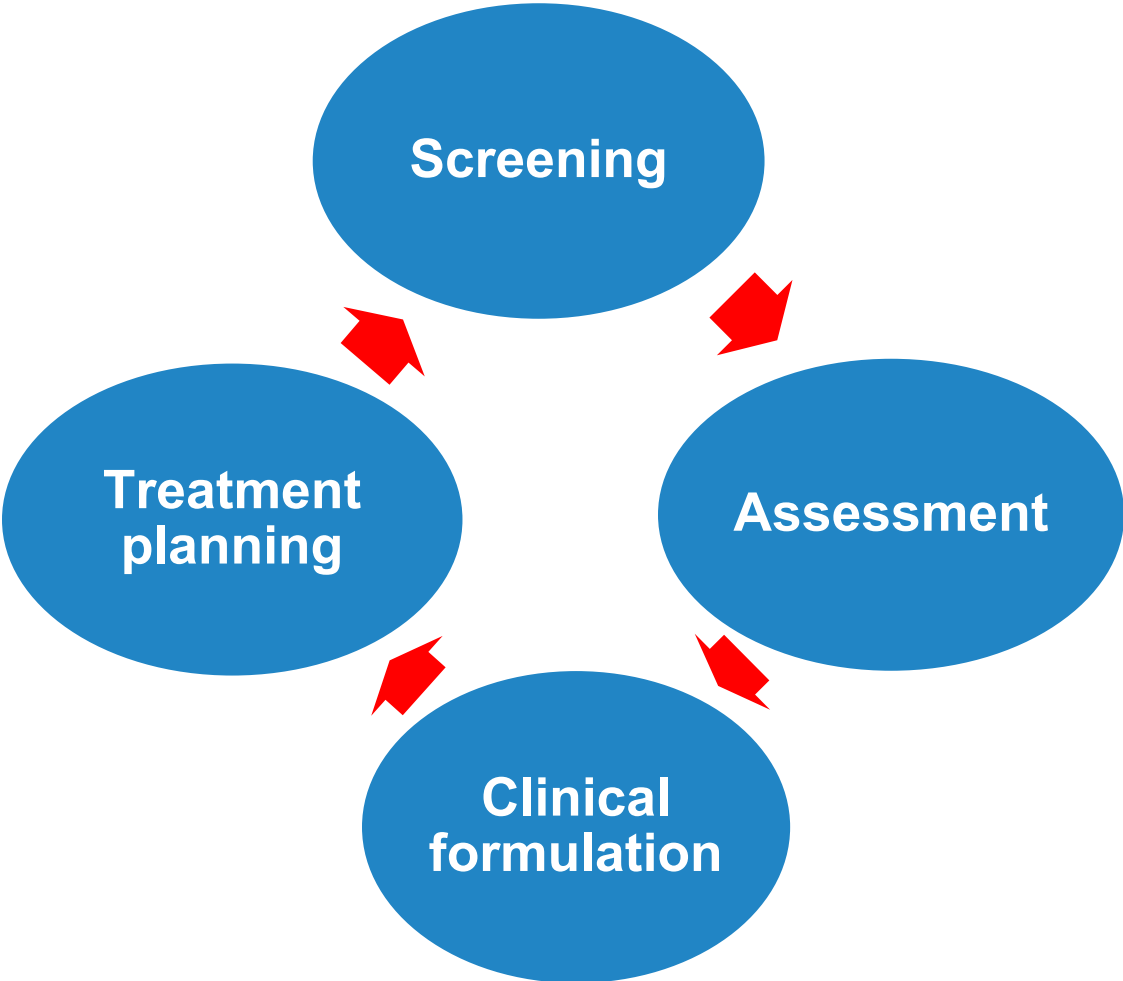 Screening
Assessment
Clinical
formulation
Treatment
planning